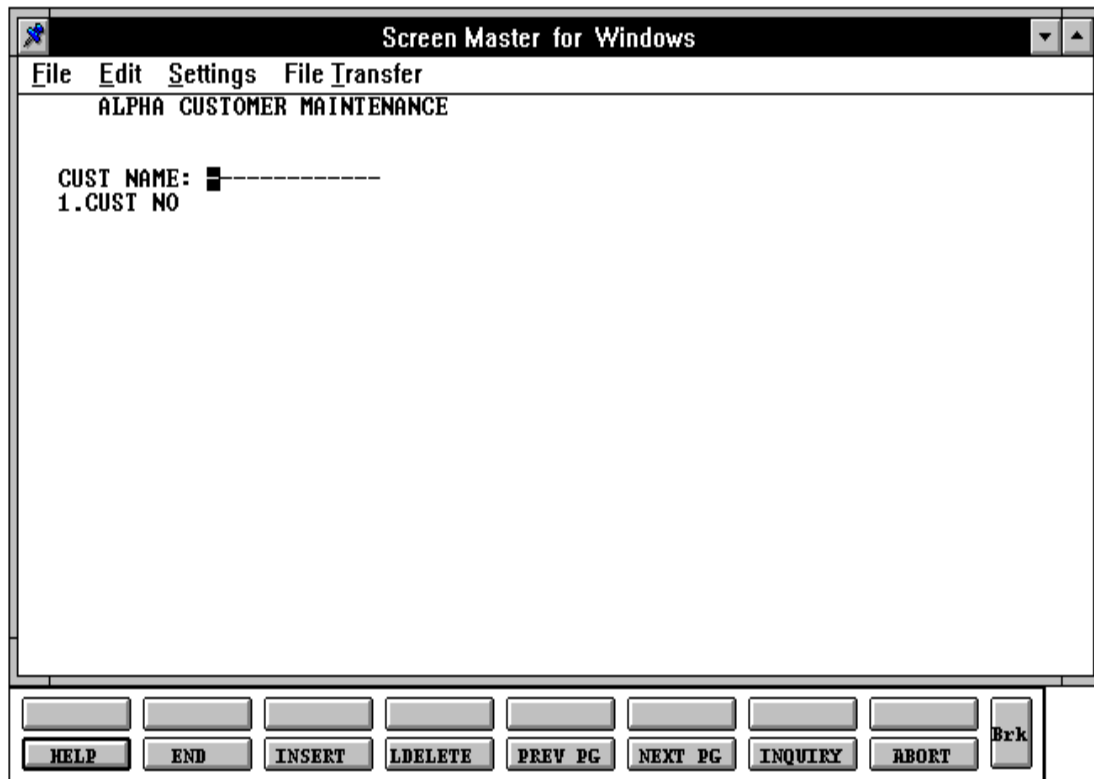 Screen Master for Windows
File Edit Settings File Transfer
ALPHA CUSTOMER MAINTENANCE
CUST NAME: -------------
1.CUST NO
Brk
HELP END INSERT LDELETE PREV PG NEXT PG INQUIRY ABORT